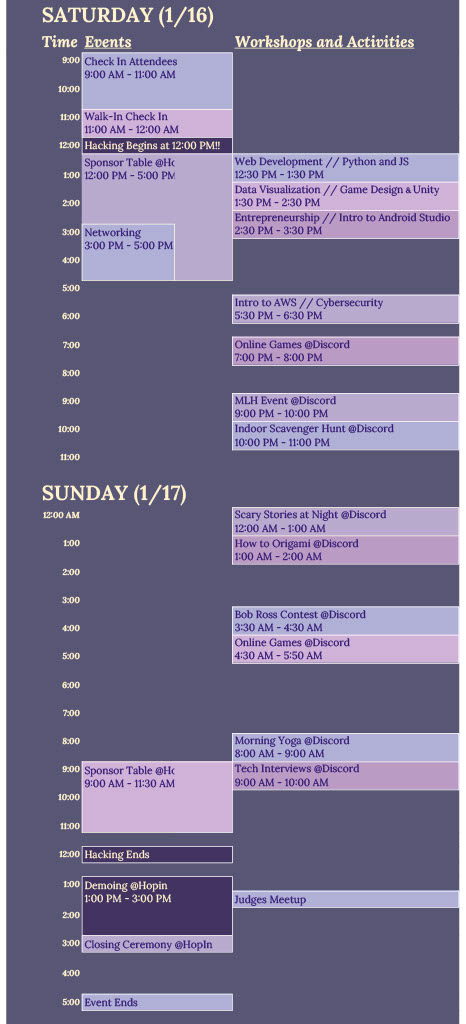 SATURDAY (1/16)
Time Events Workshops and Activities
9:00
Check In Attendees
9:00 AM - 11:00 AM
10:00
11:00
Walk-In Check In
11:00 AM - 12:00 AM
12:00
Hacking Begins at 12:00 PM!!
Sponsor Table @Ho
12:00 PM - 5:00 PM
Web Development // Python and JS
12:30 PM - 1:30 PM
1:00
Data Visualization // Game Design & Unity
1:30 PM - 2:30 PM
2:00
Entrepreneurship // Intro to Android Studio
2:30 PM - 3:30 PM
3:00
Networking
3:00 PM - 5:00 PM
4:00
5:00
Intro to AWS // Cybersecurity
5:30 PM - 6:30 PM
6:00
7:00
Online Games @Discord
7:00 PM - 8:00 PM
8:00
9:00
MLH Event @Discord
9:00 PM - 10:00 PM
10:00
Indoor Scavenger Hunt @Discord
10:00 PM - 11:00 PM
11:00
SUNDAY (1/17)
12:00 AM
Scary Stories at Night @Discord
12:00 AM - 1:00 AM
1:00
How to Origami @Discord
1:00 AM - 2:00 AM
2:00
3:00
Bob Ross Contest @Discord
3:30 AM - 4:30 AM
4:00
Online Games @Discord
4:30 AM - 5:50 AM
5:00
6:00
7:00
8:00
Morning Yoga @Discord
8:00 AM - 9:00 AM
9:00
Sponsor Table @Ho
9:00 AM - 11:30 AM
Tech Interviews @Discord
9:00 AM - 10:00 AM
10:00
11:00
12:00
Hacking Ends
1:00
Demoing @Hopin
1:00 PM - 3:00 PM
Judges Meetup
2:00
3:00
Closing Ceremony @HopIn
4:00
5:00
Event Ends